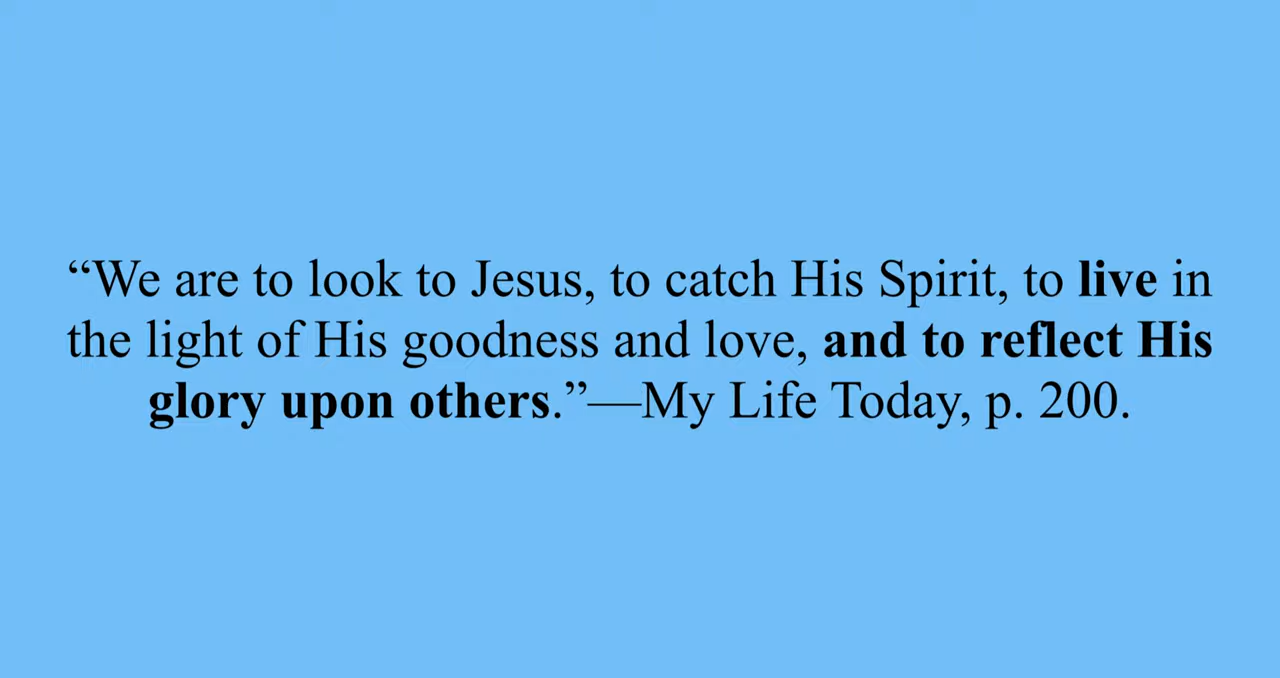 “We are to look to Jesus, to catch His Spirit, to live in
the light of His goodness and love, and to reflect His
glory upon others.”—My Life Today, p. 200.